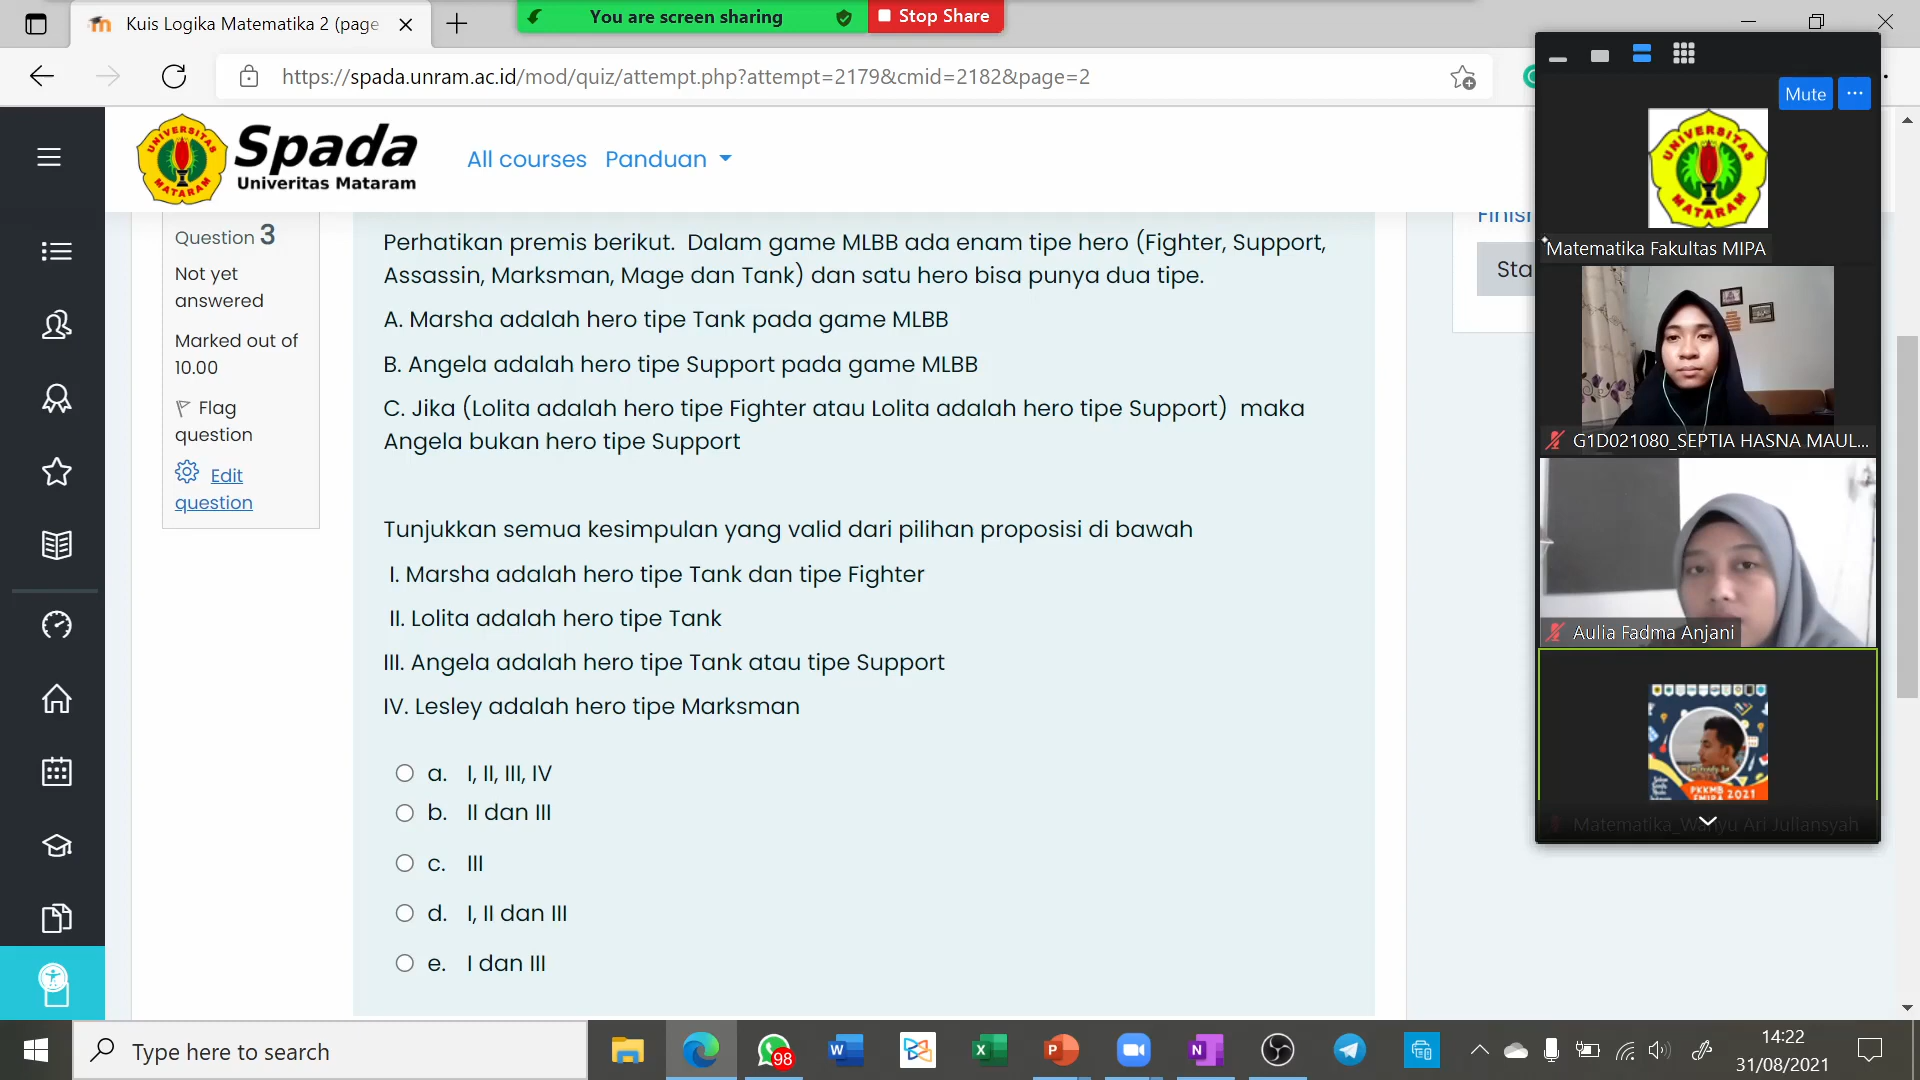 Kuis Logika Matematika 2 (page
You are screen sharing
Stop Share
https://spada.unram.ac.id/mod/quiz/attempt.php?attempt=2179&cmid=2182&page=2
Spada
Univeritas Mataram
All courses
Panduan
Question 3
Not yet
answered
Marked out of
10.00
Flag
question
Edit
question
Perhatikan premis berikut. Dalam game MLBB ada enam tipe hero (Fighter, Support,
Assassin, Marksman, Mage dan Tank) dan satu hero bisa punya dua tipe.
A. Marsha adalah hero tipe Tank pada game MLBB
B. Angela adalah hero tipe Support pada game MLBB
C. Jika (Lolita adalah hero tipe Fighter atau Lolita adalah hero tipe Support) maka
Angela bukan hero tipe Support
Tunjukkan semua kesimpulan yang valid dari pilihan proposisi di bawah
I. Marsha adalah hero tipe Tank dan tipe Fighter
II. Lolita adalah hero tipe Tank
III. Angela adalah hero tipe Tank atau tipe Support
IV. Lesley adalah hero tipe Marksman
a. I, II, III, IV
b. II dan III
c. III
d. I, II dan III
e. I dan III
Mute
UNIVERSITAS
MATARAM
Matematika Fakultas MIPA
G1D021080_SEPTIA HASNA MAUL...
Aulia Fadma Anjani
PKKMB
2021
Matematika_Wahyu Ari Juliansyah
Type here to search
98
14:22
31/08/2021